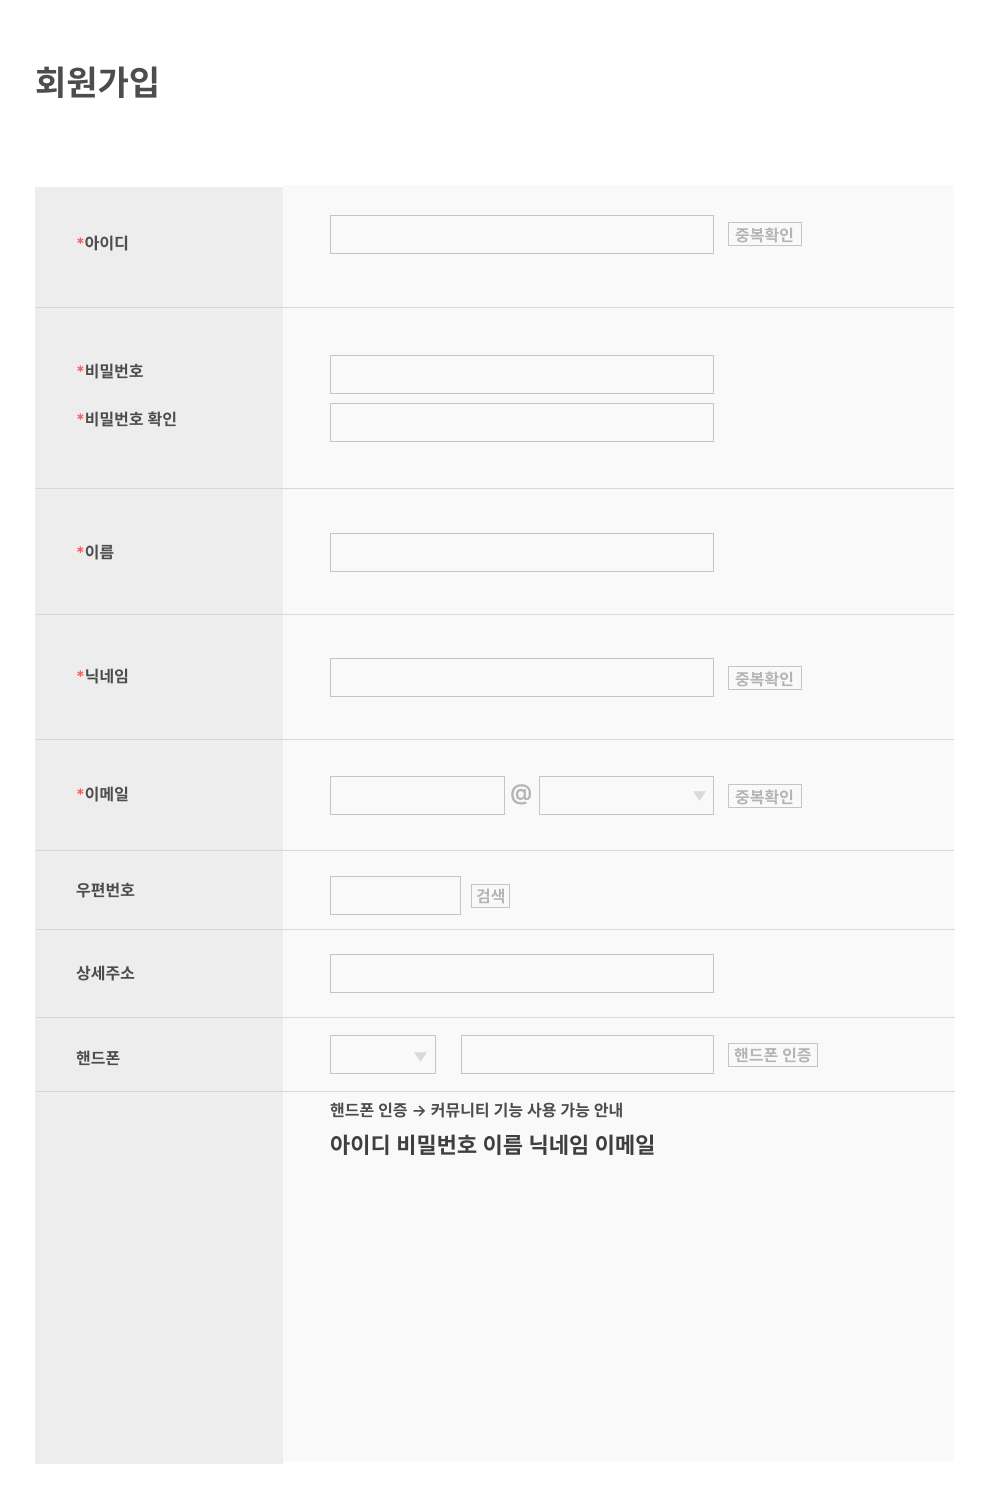 회원가입
*아이디
중복확인
*비밀번호
*비밀번호 확인
*이름
*닉네임
중복확인
*이메일
@
중복확인
우편번호
검색
상세주소
핸드폰
핸드폰 인증
핸드폰 인증 → 커뮤니티 기능 사용 가능 안내
아이디 비밀번호 이름 닉네임 이메일